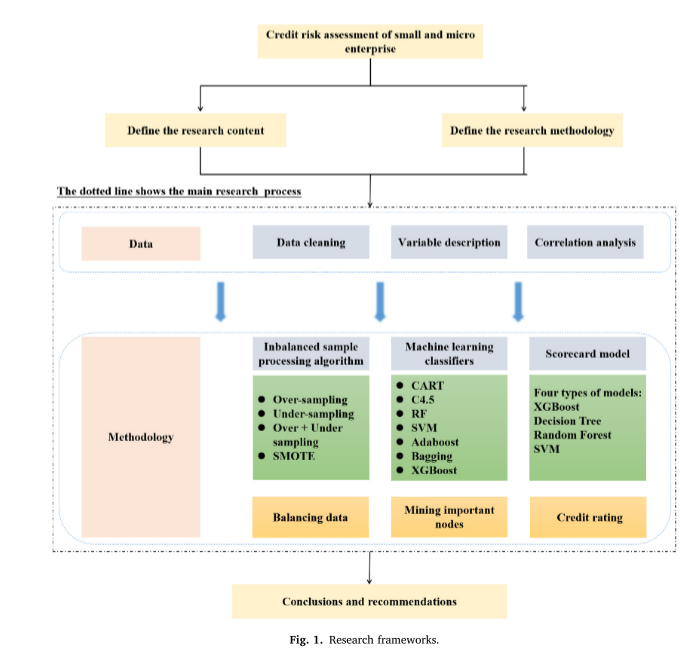 Credit risk assessment of small and micro
enterprise
Define the research content
Define the research methodology
The dotted line shows the main research process
Data
Data cleaning
Variable description
Correlation analysis
Methodology
Inbalanced sample
processing algorithm
● Over-sampling
● Under-sampling
● Over + Under
sampling
● SMOTE
Balancing data
Machine learning
classifiers
● CART
● C4.5
● RF
● SVM
● Adaboost
● Bagging
● XGBoost
Mining important
nodes
Scorecard model
Four types of models:
XGBoost
Decision Tree
Random Forest
SVM
Credit rating
Conclusions and recommendations
Fig. 1. Research frameworks.